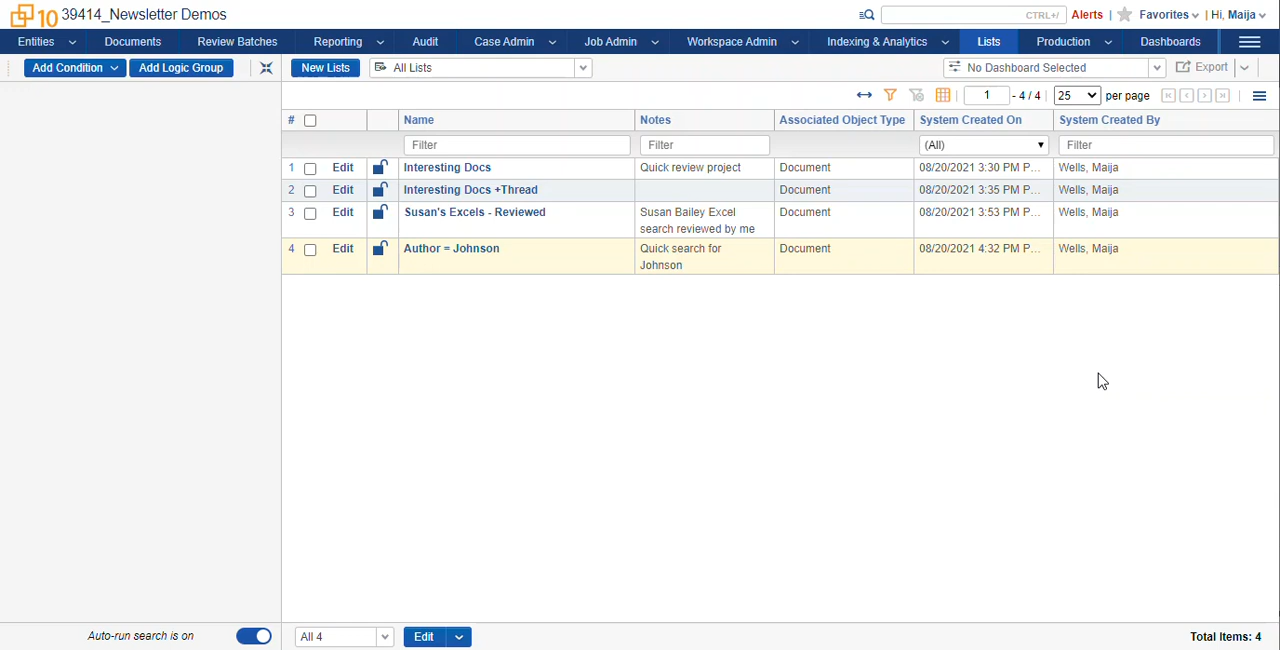 10 39414_Newsletter Demos CTRL+/ Alerts | Favorites | Hi, Maija
Entities Documents Review Batches Reporting Audit Case Admin Job Admin Workspace Admin Indexing & Analytics Lists Production Dashboards
Add Condition Add Logic Group New Lists All Lists No Dashboard Selected Export
1 - 4 / 4 25 per page
# Name Notes Associated Object Type System Created On System Created By
Filter Filter (All) Filter
1 Edit Interesting Docs Quick review project Document 08/20/2021 3:30 PM P... Wells, Maija
2 Edit Interesting Docs +Thread Document 08/20/2021 3:35 PM P... Wells, Maija
3 Edit Susan's Excels - Reviewed Susan Bailey Excel Document 08/20/2021 3:53 PM P... Wells, Maija
search reviewed by me
4 Edit Author = Johnson Quick search for Document 08/20/2021 4:32 PM P... Wells, Maija
Johnson
Auto-run search is on All 4 Edit Total Items: 4